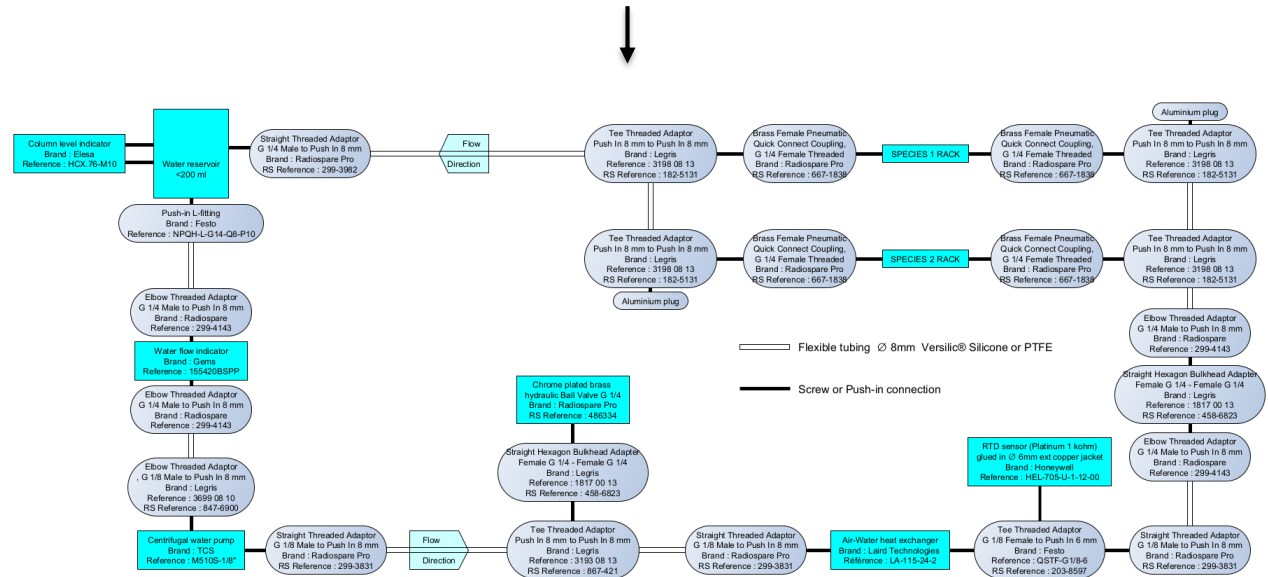 Column level indicator
Brand : Elesa
Reference : HCX.76-M10
Water reservoir
<200 ml
Straight Threaded Adaptor
G 1/4 Male to Push In 8 mm
Brand : Radiospare Pro
RS Reference : 299-3982
Flow
Direction
Tee Threaded Adaptor
Push In 8 mm to Push In 8 mm
Brand : Legris
Reference : 3198 08 13
RS Reference : 182-5131
Brass Female Pneumatic
Quick Connect Coupling,
G 1/4 Female Threaded
Brand : Radiospare Pro
RS Reference : 667-1838
SPECIES 1 RACK
Brass Female Pneumatic
Quick Connect Coupling,
G 1/4 Female Threaded
Brand : Radiospare Pro
RS Reference : 667-1838
Aluminium plug
Tee Threaded Adaptor
Push In 8 mm to Push In 8 mm
Brand : Legris
Reference : 3198 08 13
RS Reference : 182-5131
Push-in L-fitting
Brand : Festo
Reference : NPQH-L-G14-Q8-P10
Tee Threaded Adaptor
Push In 8 mm to Push In 8 mm
Brand : Legris
Reference : 3198 08 13
RS Reference : 182-5131
Aluminium plug
Brass Female Pneumatic
Quick Connect Coupling,
G 1/4 Female Threaded
Brand : Radiospare Pro
RS Reference : 667-1838
SPECIES 2 RACK
Brass Female Pneumatic
Quick Connect Coupling,
G 1/4 Female Threaded
Brand : Radiospare Pro
RS Reference : 667-1838
Tee Threaded Adaptor
Push In 8 mm to Push In 8 mm
Brand : Legris
Reference : 3198 08 13
RS Reference : 182-5131
Elbow Threaded Adaptor
G 1/4 Male to Push In 8 mm
Brand : Radiospare
Reference : 299-4143
Water flow indicator
Brand : Gems
Reference : 155420BSPP
Elbow Threaded Adaptor
G 1/4 Male to Push In 8 mm
Brand : Radiospare
Reference : 299-4143
Flexible tubing Ø 8mm Versilic® Silicone or PTFE
Screw or Push-in connection
Elbow Threaded Adaptor
G 1/4 Male to Push In 8 mm
Brand : Radiospare
Reference : 299-4143
Straight Hexagon Bulkhead Adapter
Female G 1/4 - Female G 1/4
Brand : Legris
Reference : 1817 00 13
RS Reference : 458-6823
Elbow Threaded Adaptor
G 1/4 Male to Push In 8 mm
Brand : Radiospare
Reference : 299-4143
Chrome plated brass
hydraulic Ball Valve G 1/4
Brand : Radiospare Pro
RS Reference : 486334
Straight Hexagon Bulkhead Adapter
Female G 1/4 - Female G 1/4
Brand : Legris
Reference : 1817 00 13
RS Reference : 458-6823
RTD sensor (Platinum 1 kohm)
glued in Ø 6mm ext copper jacket
Brand : Honeywell
Reference : HEL-705-U-1-12-00
Elbow Threaded Adaptor
, G 1/8 Male to Push In 8 mm
Brand : Legris
Reference : 3699 08 10
RS Reference : 847-6900
Centrifugal water pump
Brand : TCS
Reference : M510S-1/8"
Straight Threaded Adaptor
G 1/8 Male to Push In 8 mm
Brand : Radiospare Pro
RS Reference : 299-3831
Flow
Direction
Tee Threaded Adaptor
Push In 8 mm to Push In 8 mm
Brand : Legris
Reference : 3193 08 13
RS Reference : 867-421
Straight Threaded Adaptor
G 1/8 Male to Push In 8 mm
Brand : Radiospare Pro
RS Reference : 299-3831
Air-Water heat exchanger
Brand : Laird Technologies
Référence : LA-115-24-2
Tee Threaded Adaptor
G 1/8 Female to Push In 6 mm
Brand : Festo
Reference : QSTF-G1/8-6
RS Reference : 203-8597
Straight Threaded Adaptor
G 1/8 Male to Push In 8 mm
Brand : Radiospare Pro
RS Reference : 299-3831